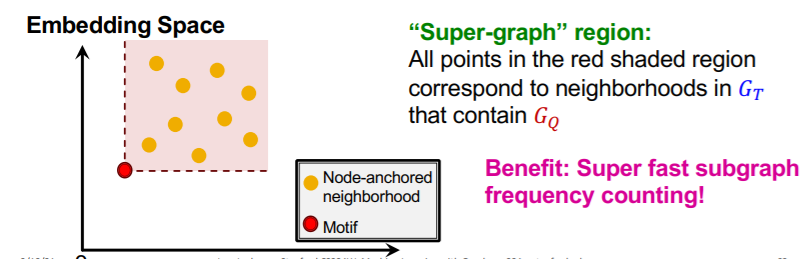 Embedding Space
“Super-graph” region:
All points in the red shaded region
correspond to neighborhoods in G_T
that contain G_Q
Benefit: Super fast subgraph
frequency counting!
Node-anchored
neighborhood
Motif